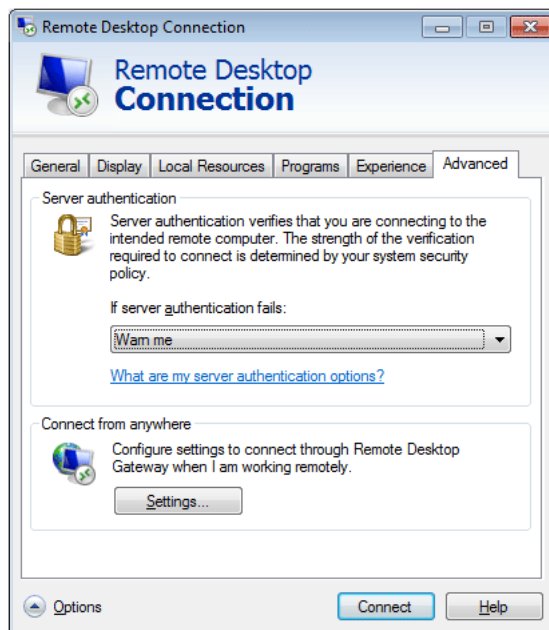 Remote Desktop Connection
Remote Desktop
Connection
General Display Local Resources Programs Experience Advanced
Server authentication
Server authentication verifies that you are connecting to the
intended remote computer. The strength of the verification
required to connect is determined by your system security
policy.
If server authentication fails:
Warn me
What are my server authentication options?
Connect from anywhere
Configure settings to connect through Remote Desktop
Gateway when I am working remotely.
Settings...
Options Connect Help